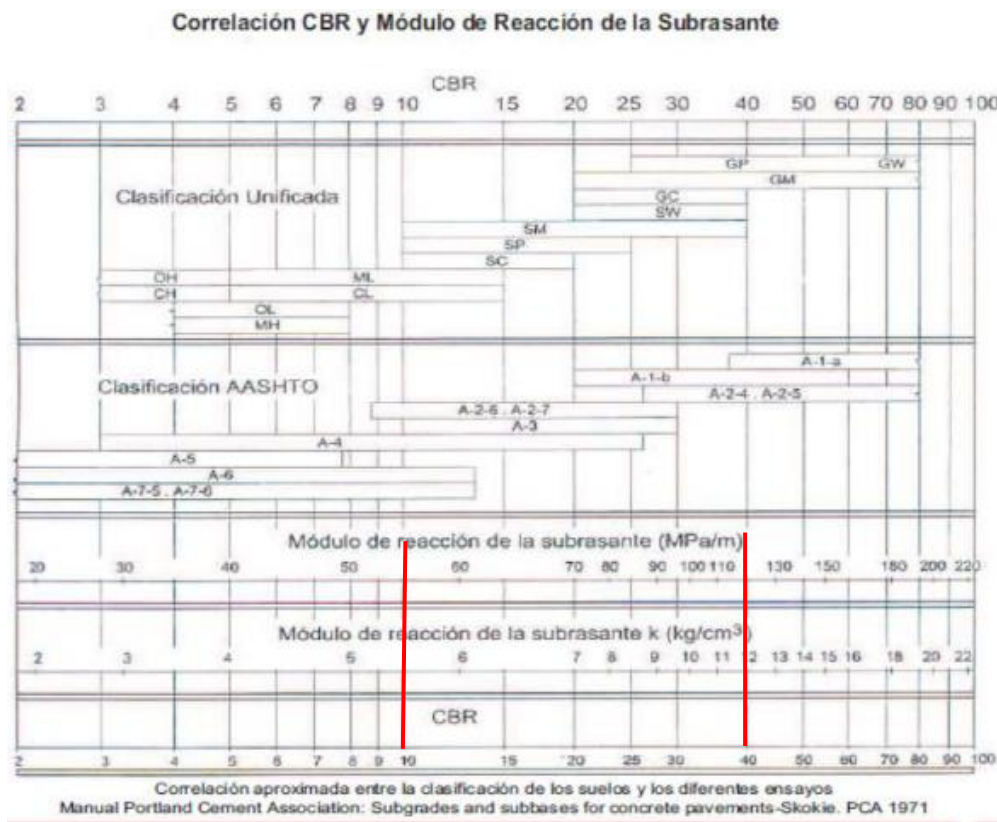 Correlación CBR y Módulo de Reacción de la Subrasante
CBR
2 3 4 5 6 7 8 9 10 15 20 25 30 40 50 60 70 80 90 100
GP GW
GM
Clasificación Unificada
GC
SW
SM
SP
SC
OH ML
CH CL
OL
MH
A-1-a
Clasificación AASHTO
A-1-b
A-2-4 . A-2-5
A-2-6 . A-2-7
A-3
A-4
A-5
A-6
A-7-5 . A-7-6
Módulo de reacción de la subrasante (MPa/m)
20 30 40 50 60 70 80 90 100 110 130 150 180 200 220
Módulo de reacción de la subrasante k (kg/cm³)
2 3 4 5 6 7 8 9 10 11 12 13 14 15 16 18 20 22
CBR
2 3 4 5 6 7 8 9 10 15 20 25 30 40 50 60 70 80 90 100
Correlación aproximada entre la clasificación de los suelos y los diferentes ensayos
Manual Portland Cement Association: Subgrades and subbases for concrete pavements-Skokie. PCA 1971